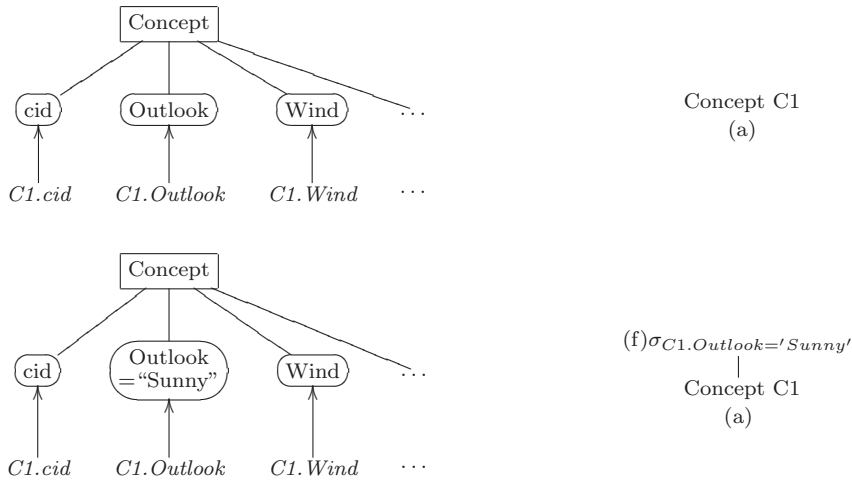 Concept
cid Outlook Wind ...
C1.cid C1.Outlook C1.Wind ...
Concept C1
(a)
Concept
cid Outlook ="Sunny" Wind ...
C1.cid C1.Outlook C1.Wind ...
(f)σC1.Outlook='Sunny'
Concept C1
(a)